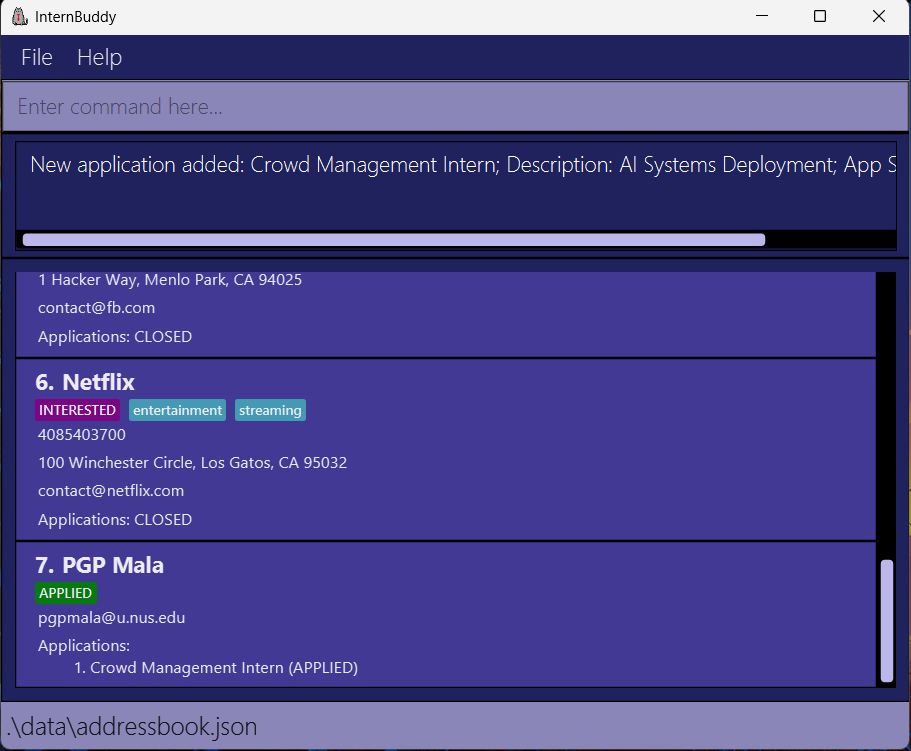 InternBuddy
File Help
Enter command here...
New application added: Crowd Management Intern; Description: AI Systems Deployment; App S
1 Hacker Way, Menlo Park, CA 94025
contact@fb.com
Applications: CLOSED
6. Netflix
INTERESTED entertainment streaming
4085403700
100 Winchester Circle, Los Gatos, CA 95032
contact@netflix.com
Applications: CLOSED
7. PGP Mala
APPLIED
pgpmala@u.nus.edu
Applications:
1. Crowd Management Intern (APPLIED)
.\data\addressbook.json